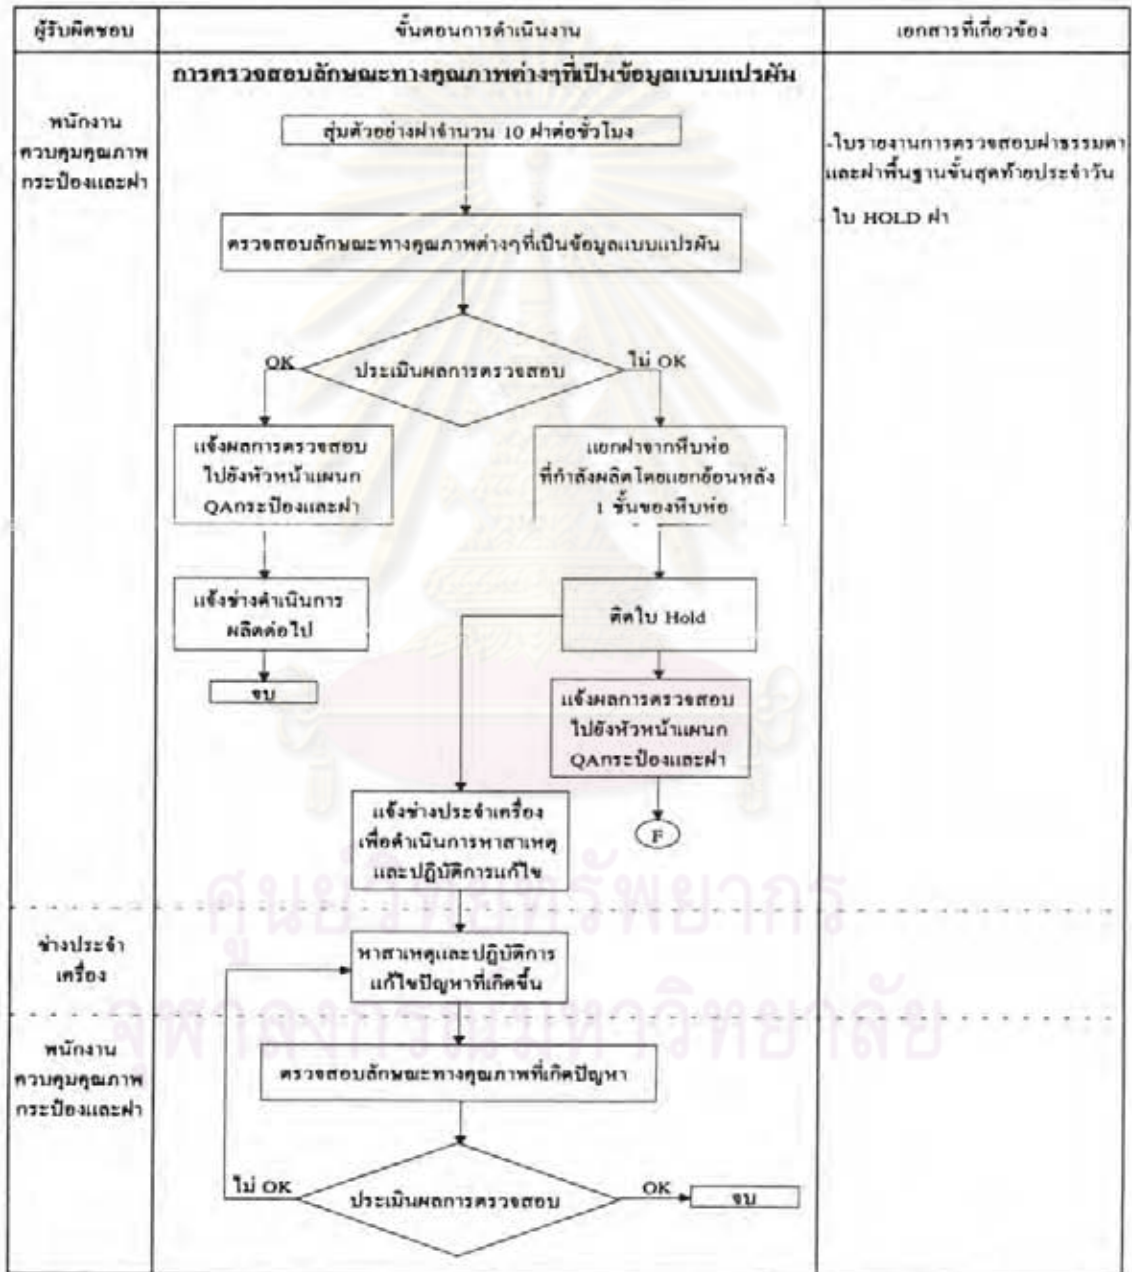 ผู้รับผิดชอบ
ขั้นตอนการดำเนินงาน
เอกสารที่เกี่ยวข้อง
การตรวจสอบลักษณะทางคุณภาพต่างๆที่เป็นข้อมูลแบบแปรผัน
พนักงาน
ควบคุมคุณภาพ
กระป๋องและฝา
สุ่มตัวอย่างฝาจำนวน 10 ฝาต่อชั่วโมง
-ใบรายงานการตรวจสอบฝาธรรมดา
และฝาพื้นฐานขั้นสุดท้ายประจำวัน
- ใบ HOLD ฝา
ตรวจสอบลักษณะทางคุณภาพต่างๆที่เป็นข้อมูลแบบแปรผัน
ประเมินผลการตรวจสอบ
OK
ไม่ OK
แจ้งผลการตรวจสอบ
ไปยังหัวหน้าแผนก
QAกระป๋องและฝา
แยกฝาจากหีบห่อ
ที่กำลังผลิตโดยแยกย้อนหลัง
1 ชั้นของหีบห่อ
แจ้งช่างดำเนินการ
ผลิตต่อไป
ติดใบ Hold
จบ
แจ้งผลการตรวจสอบ
ไปยังหัวหน้าแผนก
QAกระป๋องและฝา
F
แจ้งช่างประจำเครื่อง
เพื่อดำเนินการหาสาเหตุ
และปฏิบัติการแก้ไข
ศูนย์วิทยทรัพยากร
ช่างประจำ
เครื่อง
หาสาเหตุและปฏิบัติการ
แก้ไขปัญหาที่เกิดขึ้น
จุฬาลงกรณ์มหาวิทยาลัย
พนักงาน
ควบคุมคุณภาพ
กระป๋องและฝา
ตรวจสอบลักษณะทางคุณภาพที่เกิดปัญหา
ประเมินผลการตรวจสอบ
ไม่ OK
OK
จบ